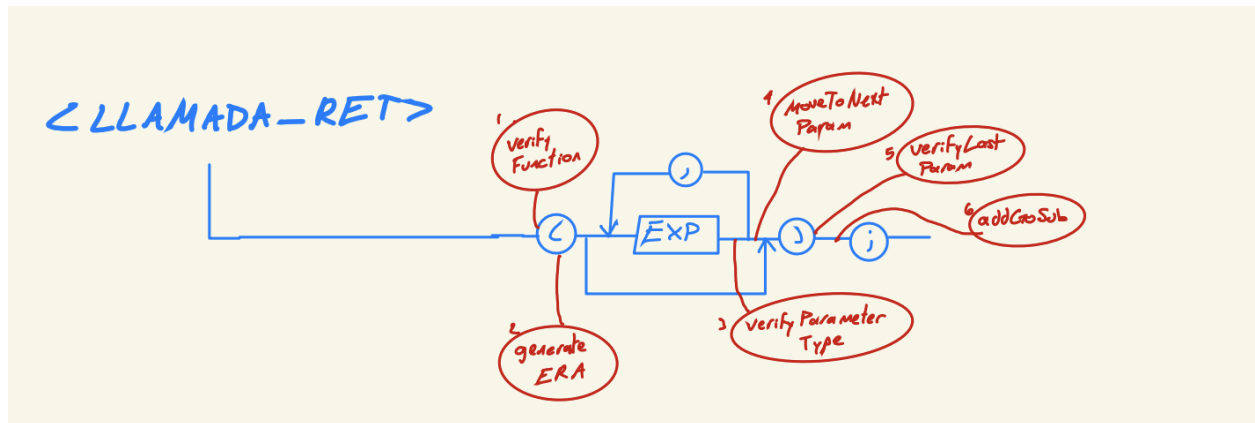 <LLAMADA_RET>
1
verify
Function
(
2
generate
ERA
,
EXP
3
verify Parameter
Type
4
MoveToNext
Param
)
5
verifyLast
Param
6 addGoSub
;